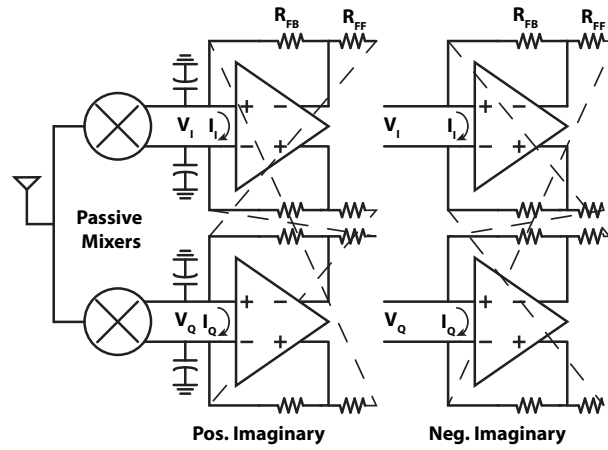 R_FB R_FF R_FB R_FF
+ − + −
V_I I_I V_I I_I
− + − +
Passive
Mixers
+ − + −
V_Q I_Q V_Q I_Q
− + − +
Pos. Imaginary Neg. Imaginary